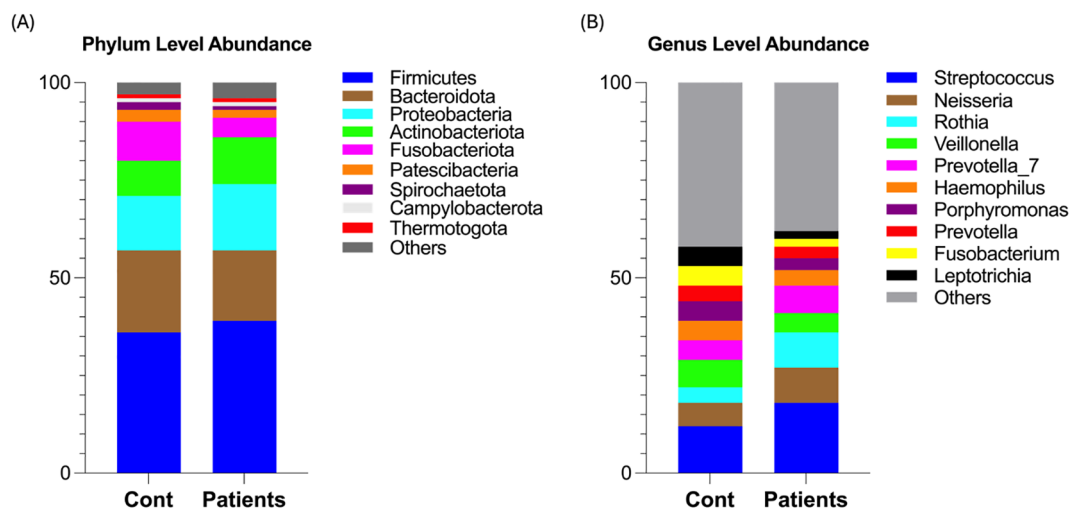 (A)
Phylum Level Abundance
100
50
0
Cont
Patients
Firmicutes
Bacteroidota
Proteobacteria
Actinobacteriota
Fusobacteriota
Patescibacteria
Spirochaetota
Campylobacterota
Thermotogota
Others
(B)
Genus Level Abundance
100
50
0
Cont
Patients
Streptococcus
Neisseria
Rothia
Veillonella
Prevotella_7
Haemophilus
Porphyromonas
Prevotella
Fusobacterium
Leptotrichia
Others